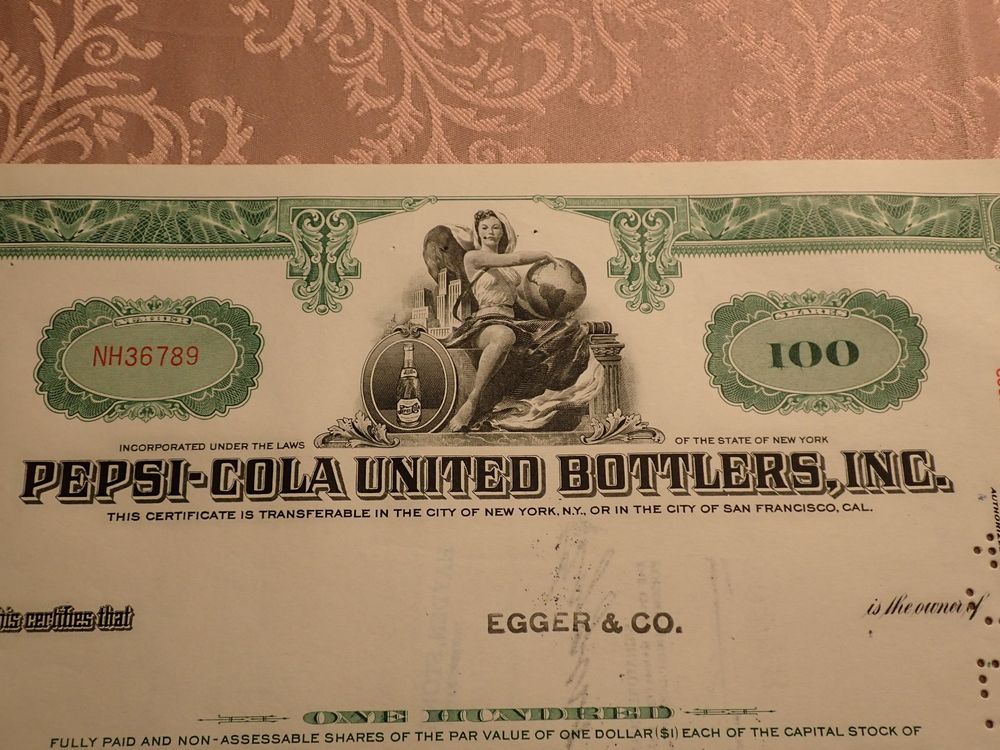 NUMBER
SHARES
NH36789
100
INCORPORATED UNDER THE LAWS
OF THE STATE OF NEW YORK
PEPSI-COLA UNITED BOTTLERS, INC.
THIS CERTIFICATE IS TRANSFERABLE IN THE CITY OF NEW YORK, N.Y., OR IN THE CITY OF SAN FRANCISCO, CAL.
his certifies that
EGGER & CO.
is the owner of
ONE HUNDRED
FULLY PAID AND NON-ASSESSABLE SHARES OF THE PAR VALUE OF ONE DOLLAR ($1) EACH OF THE CAPITAL STOCK OF